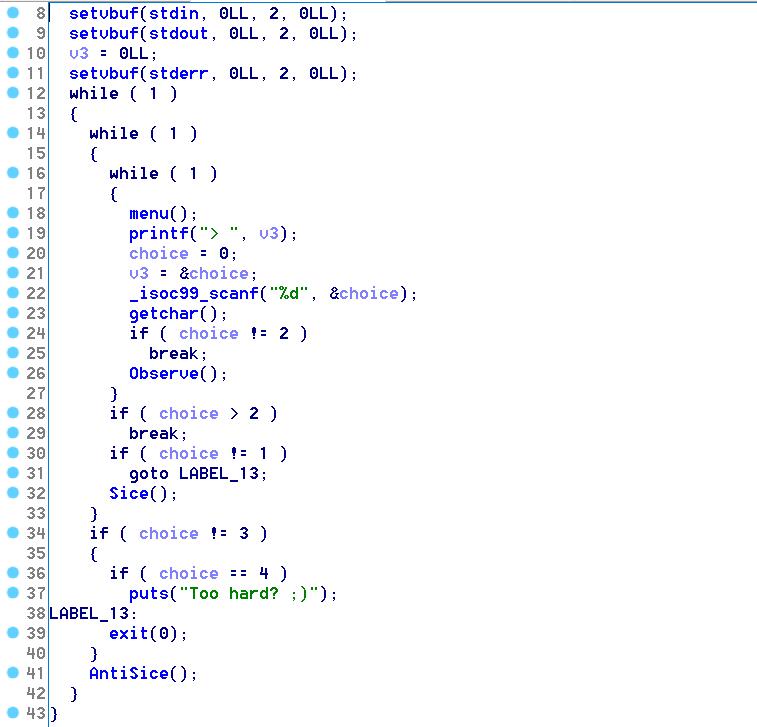 8 setvbuf(stdin, 0LL, 2, 0LL);
9 setvbuf(stdout, 0LL, 2, 0LL);
10 v3 = 0LL;
11 setvbuf(stderr, 0LL, 2, 0LL);
12 while ( 1 )
13 {
14 while ( 1 )
15 {
16 while ( 1 )
17 {
18 menu();
19 printf("> ", v3);
20 choice = 0;
21 v3 = &choice;
22 _isoc99_scanf("%d", &choice);
23 getchar();
24 if ( choice != 2 )
25 break;
26 Observe();
27 }
28 if ( choice > 2 )
29 break;
30 if ( choice != 1 )
31 goto LABEL_13;
32 Sice();
33 }
34 if ( choice != 3 )
35 {
36 if ( choice == 4 )
37 puts("Too hard? ;)");
38 LABEL_13:
39 exit(0);
40 }
41 AntiSice();
42 }
43 }